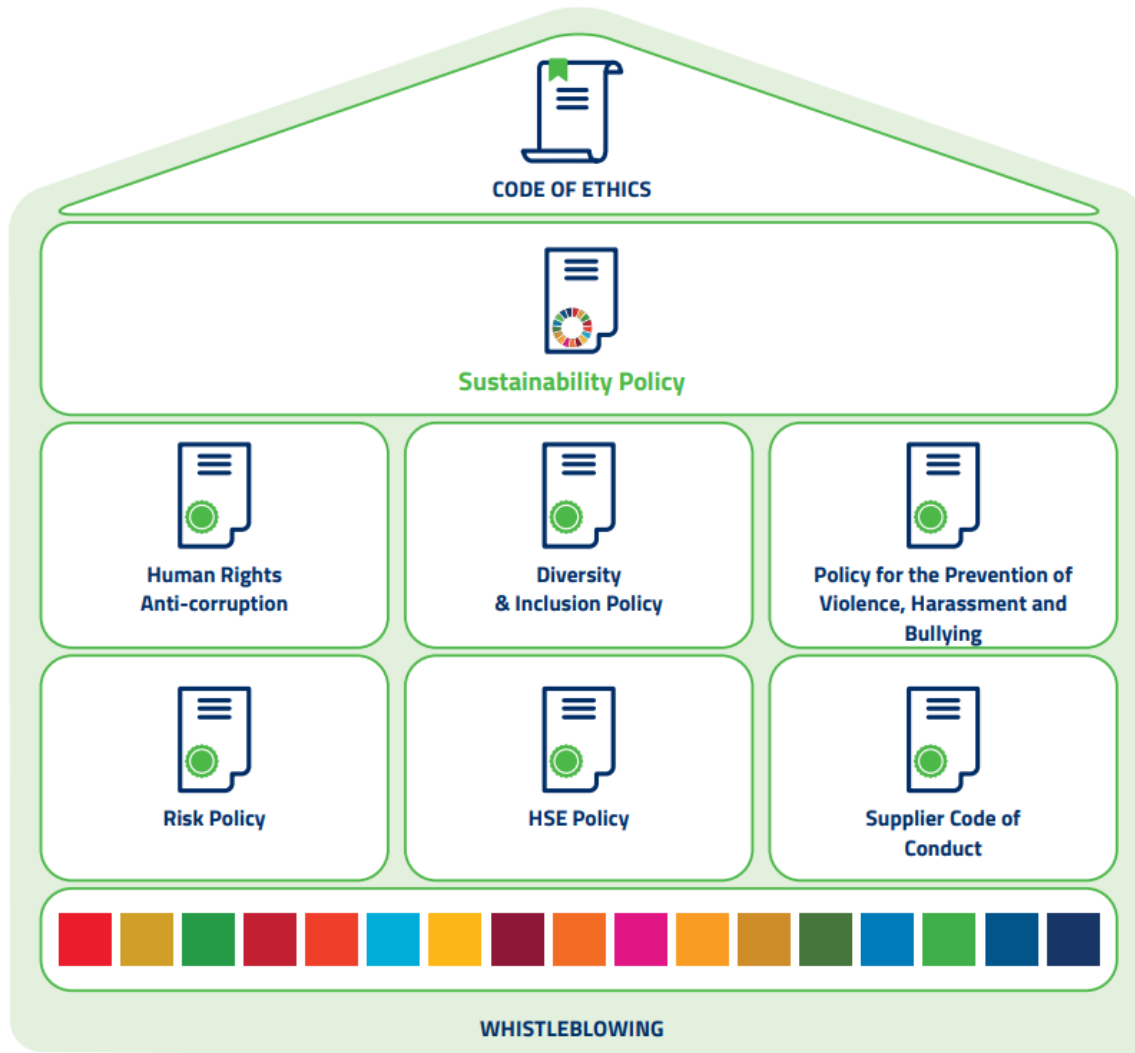 CODE OF ETHICS
Sustainability Policy
Human Rights
Anti-corruption
Diversity
& Inclusion Policy
Policy for the Prevention of
Violence, Harassment and
Bullying
Risk Policy
HSE Policy
Supplier Code of
Conduct
WHISTLEBLOWING